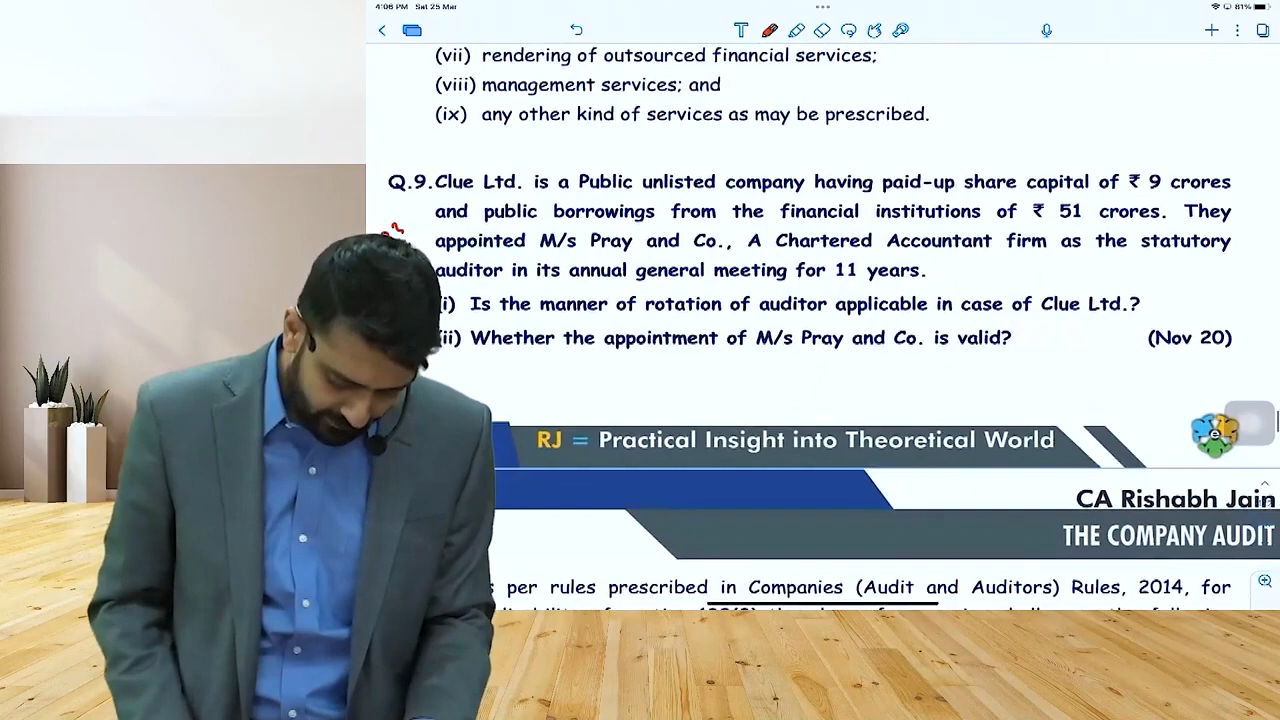 4:06 PM Sat 25 Mar
81%
(vii) rendering of outsourced financial services;
(viii) management services; and
(ix) any other kind of services as may be prescribed.
Q.9. Clue Ltd. is a Public unlisted company having paid-up share capital of ₹ 9 crores
and public borrowings from the financial institutions of ₹ 51 crores. They
appointed M/s Pray and Co., A Chartered Accountant firm as the statutory
auditor in its annual general meeting for 11 years.
(i) Is the manner of rotation of auditor applicable in case of Clue Ltd.?
(ii) Whether the appointment of M/s Pray and Co. is valid? (Nov 20)
RJ = Practical Insight into Theoretical World
CA Rishabh Jain
THE COMPANY AUDIT
per rules prescribed in Companies (Audit and Auditors) Rules, 2014, for